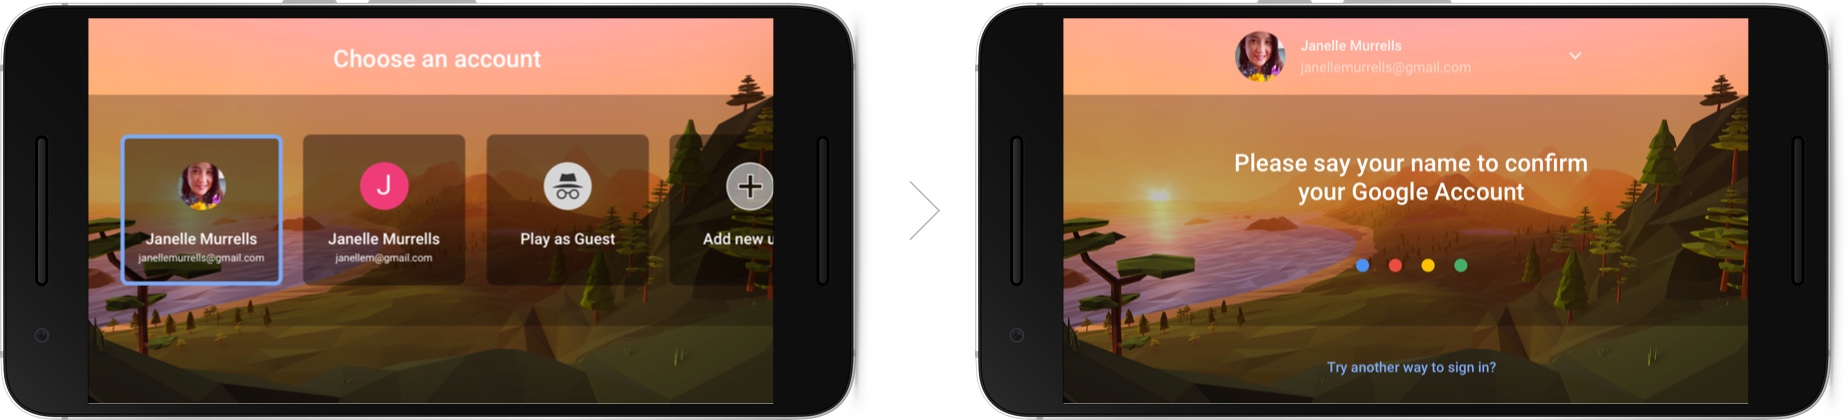 Choose an account
Janelle Murrells
janellemurrells@gmail.com
J
Janelle Murrells
janellem@gmail.com
Play as Guest
Add new u
Janelle Murrells
janellemurrells@gmail.com
Please say your name to confirm
your Google Account
Try another way to sign in?